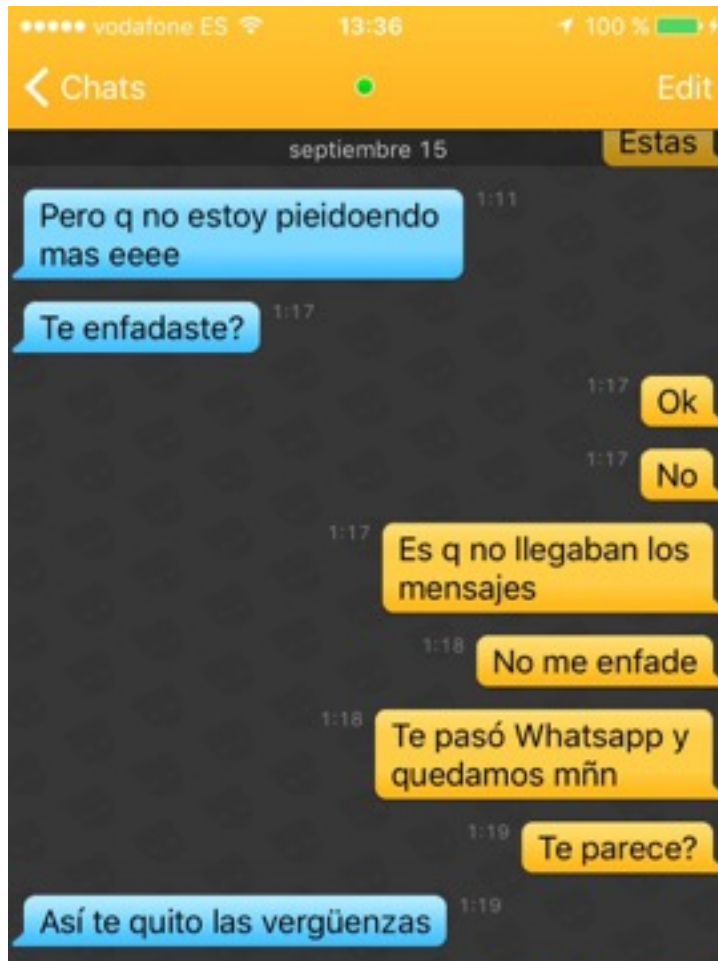 vodafone ES 13:36 100 %
Chats Edit
septiembre 15
Estas
Pero q no estoy pieidoendo
mas eeee
1:11
Te enfadaste?
1:17
1:17
Ok
1:17
No
1:17
Es q no llegaban los
mensajes
1:18
No me enfade
1:18
Te pasó Whatsapp y
quedamos mñn
1:19
Te parece?
Así te quito las vergüenzas
1:19